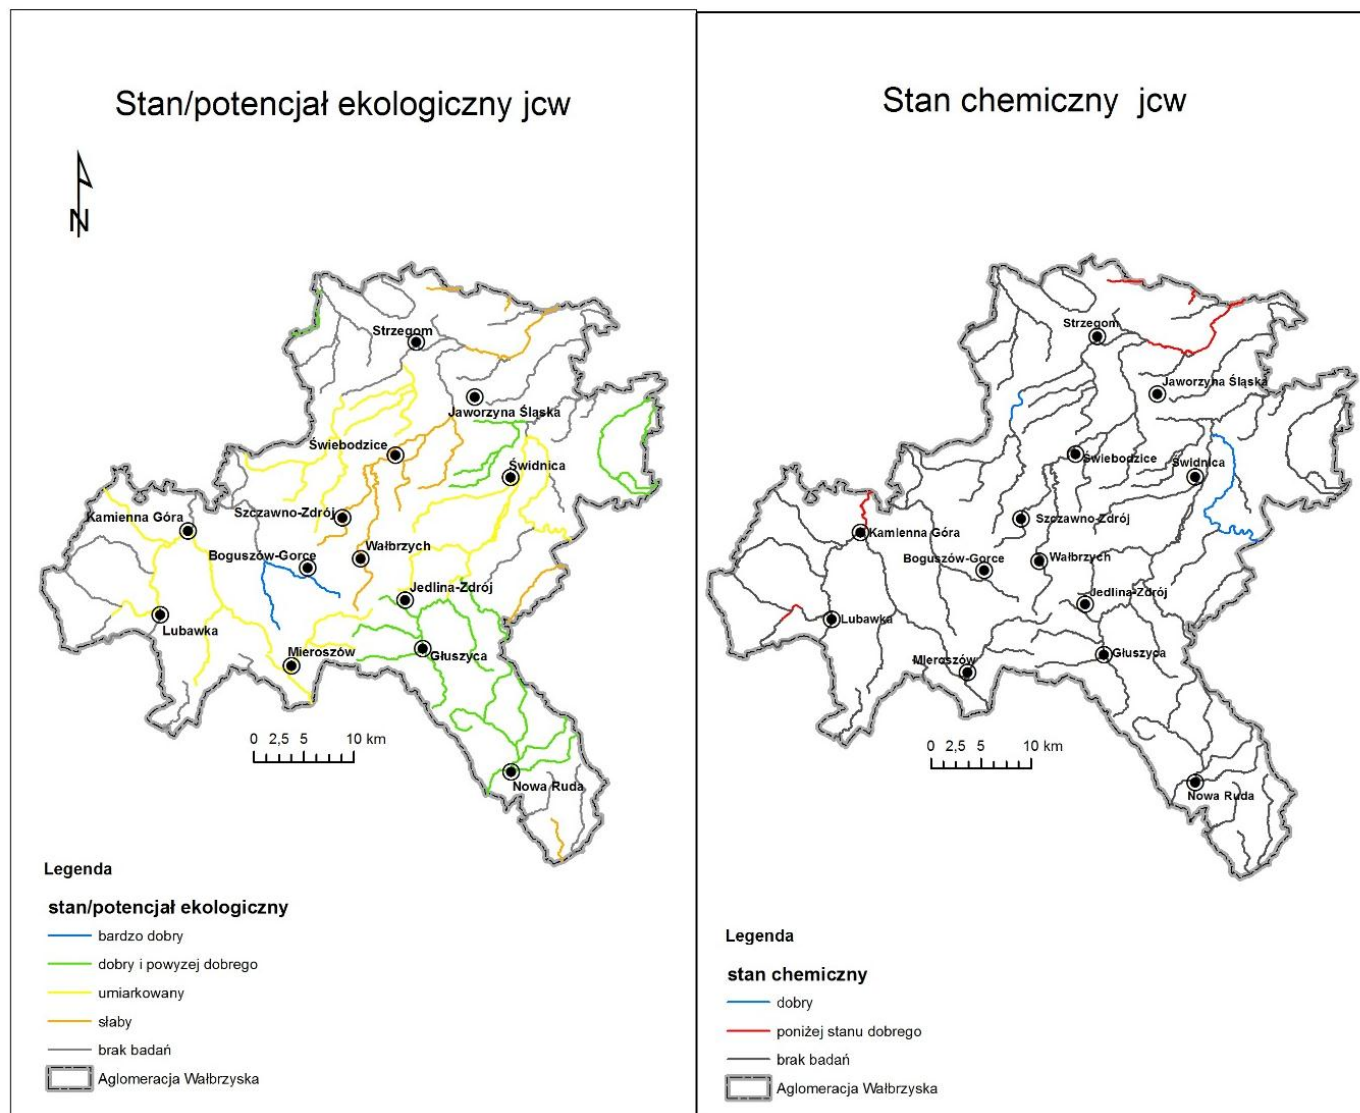 Stan/potencjał ekologiczny jcw
N
Strzegom
Jaworzyna Śląska
Świebodzice
Świdnica
Szczawno-Zdrój
Kamienna Góra
Wałbrzych
Boguszów-Gorce
Jedlina-Zdrój
Lubawka
Mieroszów
Głuszyca
Nowa Ruda
0 2,5 5 10 km
Legenda
stan/potencjał ekologiczny
bardzo dobry
dobry i powyzej dobrego
umiarkowany
słaby
brak badań
Aglomeracja Wałbrzyska
Stan chemiczny jcw
Strzegom
Jaworzyna Śląska
Świebodzice
Świdnica
Szczawno-Zdrój
Kamienna Góra
Wałbrzych
Boguszów-Gorce
Jedlina-Zdrój
Lubawka
Mieroszów
Głuszyca
Nowa Ruda
0 2,5 5 10 km
Legenda
stan chemiczny
dobry
poniżej stanu dobrego
brak badań
Aglomeracja Wałbrzyska